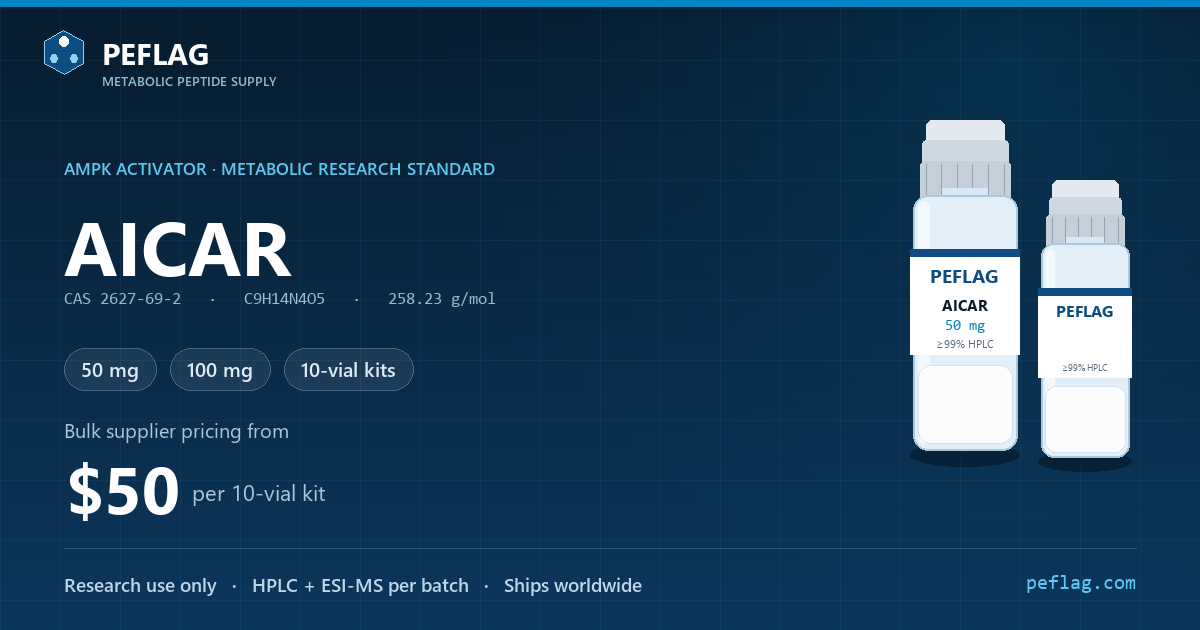 PEFLAG
METABOLIC PEPTIDE SUPPLY
AMPK ACTIVATOR · METABOLIC RESEARCH STANDARD
AICAR
CAS 2627-69-2 · C9H14N4O5 · 258.23 g/mol
50 mg 100 mg 10-vial kits
Bulk supplier pricing from
$50 per 10-vial kit
Research use only · HPLC + ESI-MS per batch · Ships worldwide
peflag.com
PEFLAG
AICAR
50 mg
≥99% HPLC
PEFLAG
≥99% HPLC